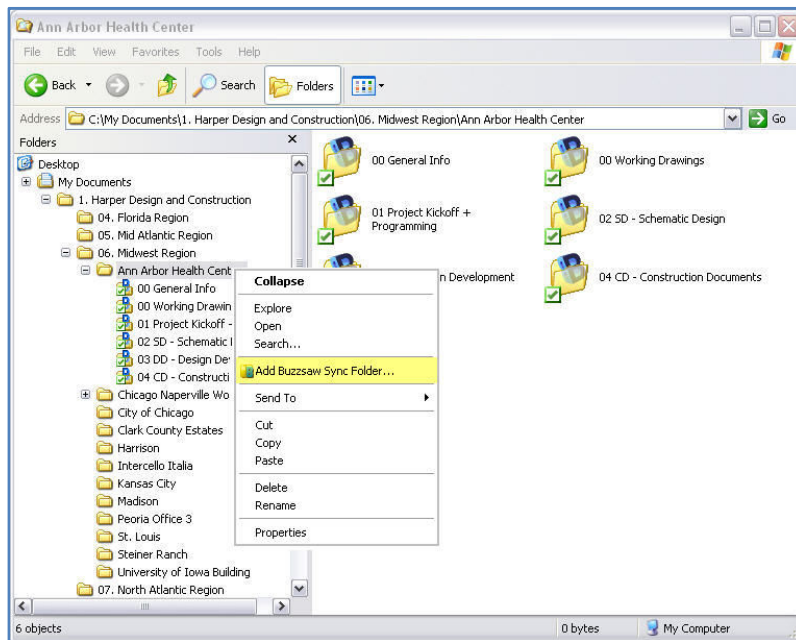 Ann Arbor Health Center
File Edit View Favorites Tools Help
Back Search Folders
Address C:\My Documents\1. Harper Design and Construction\06. Midwest Region\Ann Arbor Health Center Go
Folders
Desktop
My Documents
1. Harper Design and Construction
04. Florida Region
05. Mid Atlantic Region
06. Midwest Region
Ann Arbor Health Cent
00 General Info
00 Working Drawin
01 Project Kickoff -
02 SD - Schematic
03 DD - Design De
04 CD - Constructi
Chicago Naperville Wo
City of Chicago
Clark County Estates
Harrison
Intercello Italia
Kansas City
Madison
Peoria Office 3
St. Louis
Steiner Ranch
University of Iowa Building
07. North Atlantic Region
Collapse
Explore
Open
Search...
Add Buzzsaw Sync Folder...
Send To
Cut
Copy
Paste
Delete
Rename
Properties
00 General Info
00 Working Drawings
01 Project Kickoff +
Programming
02 SD - Schematic Design
n Development
04 CD - Construction Documents
6 objects
0 bytes
My Computer